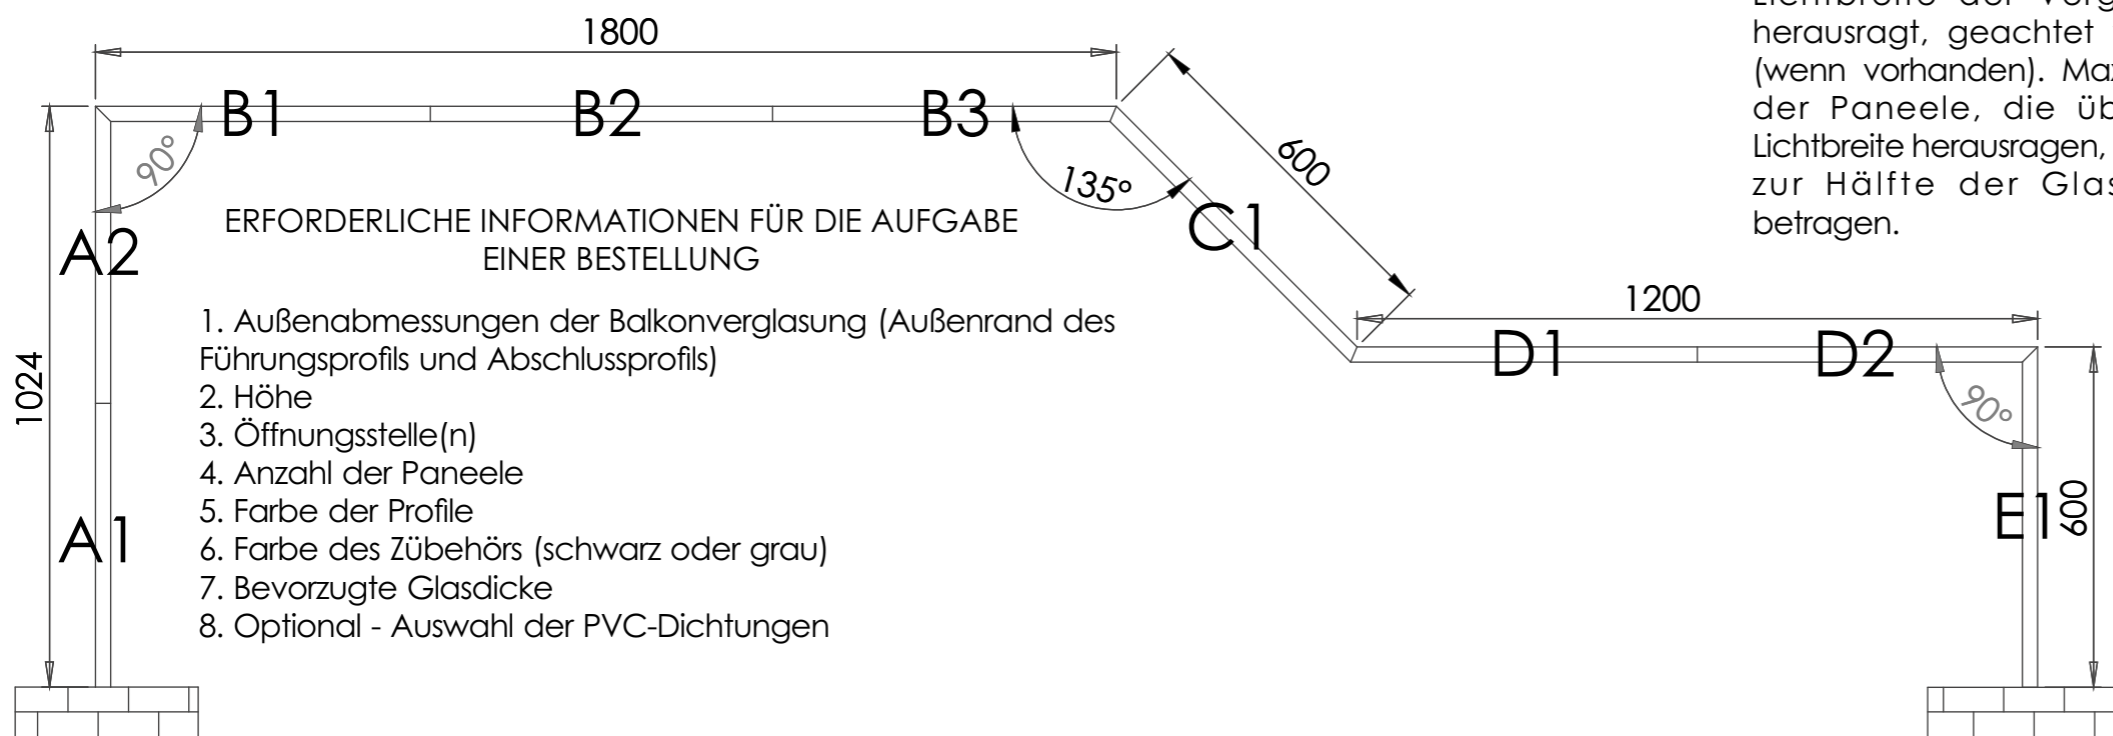 1800
B1 B2 B3
90°
135°
600
A2
C1
ERFORDERLICHE INFORMATIONEN FÜR DIE AUFGABE
EINER BESTELLUNG
1. Außenabmessungen der Balkonverglasung (Außenrand des
Führungsprofils und Abschlussprofils)
2. Höhe
3. Öffnungsstelle(n)
4. Anzahl der Paneele
5. Farbe der Profile
6. Farbe des Zübehörs (schwarz oder grau)
7. Bevorzugte Glasdicke
8. Optional - Auswahl der PVC-Dichtungen
1024
A1
1200
D1 D2
90°
E1
600
herausragt, geachtet
(wenn vorhanden).
der Paneele, die
Lichtbreite herausragen,
zur Hälfte der
betragen.